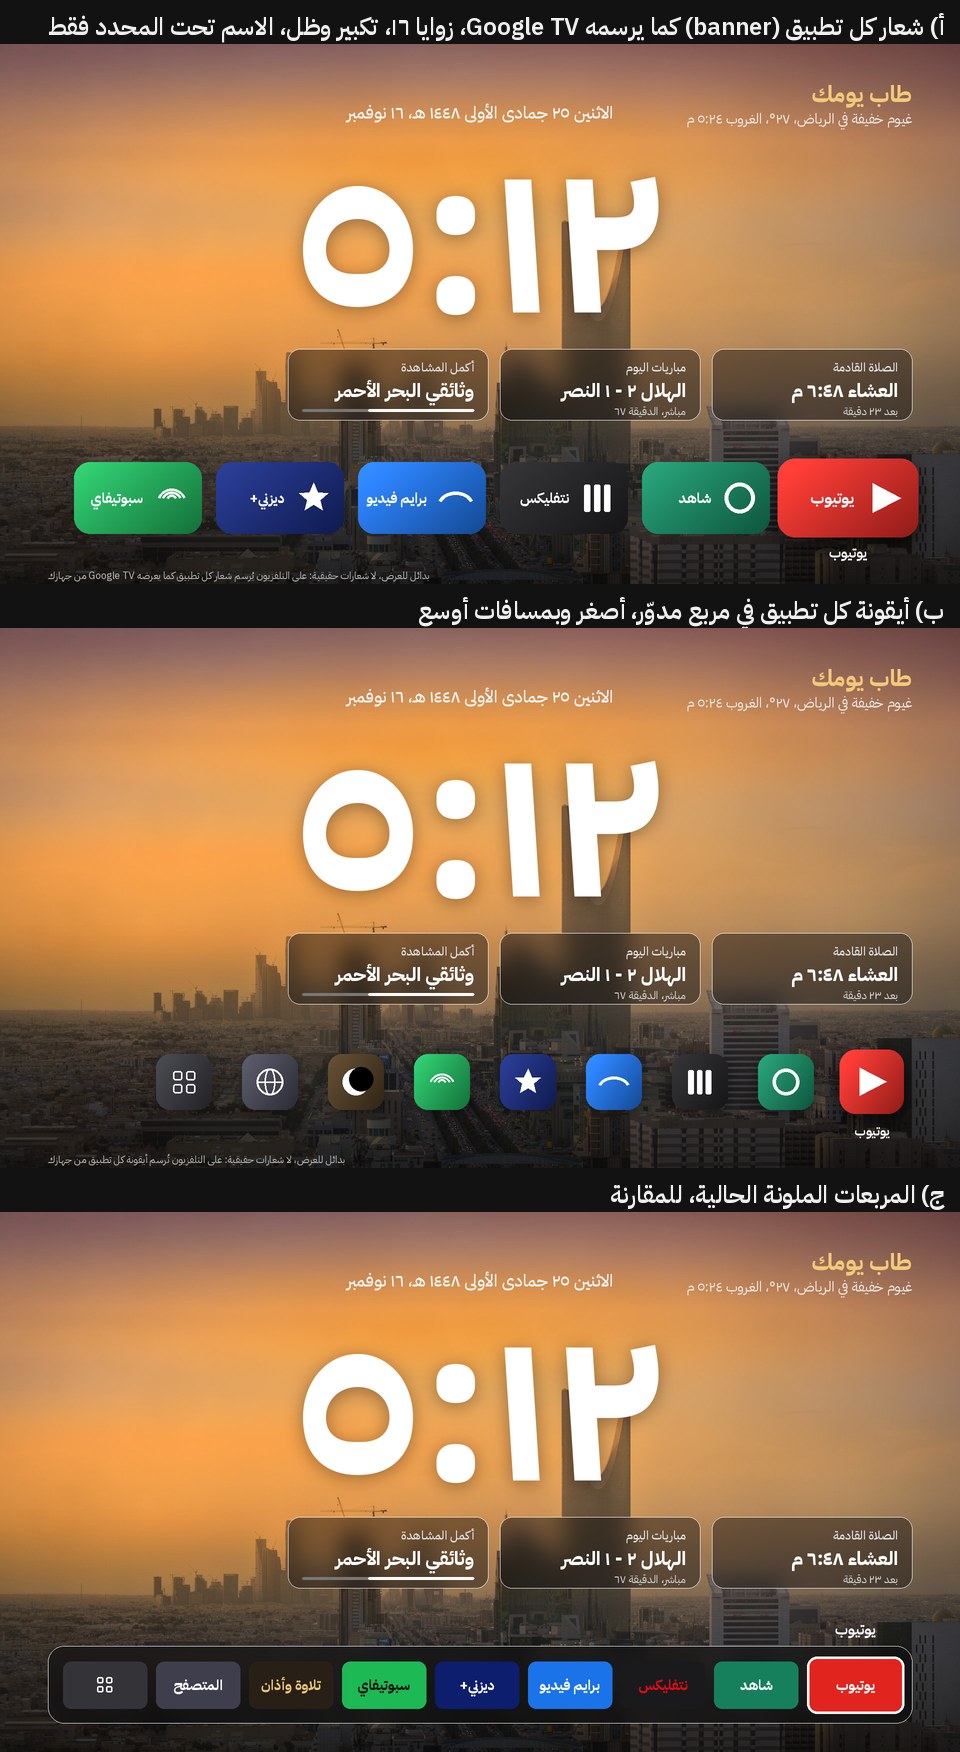 أ) شعار كل تطبيق (banner) كما يرسمه Google TV، زوايا ١٦، تكبير وظل، الاسم تحت المحدد فقط
طاب يومك
غيوم خفيفة في الرياض، ٢٧°، الغروب ٥:٢٤ م
الاثنين ٢٥ جمادى الأولى ١٤٤٨ هـ، ١٦ نوفمبر
٥:١٢
الصلاة القادمة
العشاء ٦:٤٨ م
بعد ٢٣ دقيقة
مباريات اليوم
الهلال ٢ - ١ النصر
مباشر، الدقيقة ٦٧
أكمل المشاهدة
وثائقي البحر الأحمر
يوتيوب
شاهد
نتفليكس
برايم فيديو
ديزني+
سبوتيفاي
يوتيوب
بدائل للعرض، لا شعارات حقيقية: على التلفزيون يُرسم شعار كل تطبيق كما يعرضه Google TV من جهازك
ب) أيقونة كل تطبيق في مربع مدوّر، أصغر وبمسافات أوسع
طاب يومك
غيوم خفيفة في الرياض، ٢٧°، الغروب ٥:٢٤ م
الاثنين ٢٥ جمادى الأولى ١٤٤٨ هـ، ١٦ نوفمبر
٥:١٢
الصلاة القادمة
العشاء ٦:٤٨ م
بعد ٢٣ دقيقة
مباريات اليوم
الهلال ٢ - ١ النصر
مباشر، الدقيقة ٦٧
أكمل المشاهدة
وثائقي البحر الأحمر
يوتيوب
بدائل للعرض، لا شعارات حقيقية: على التلفزيون تُرسم أيقونة كل تطبيق من جهازك
ج) المربعات الملونة الحالية، للمقارنة
طاب يومك
غيوم خفيفة في الرياض، ٢٧°، الغروب ٥:٢٤ م
الاثنين ٢٥ جمادى الأولى ١٤٤٨ هـ، ١٦ نوفمبر
٥:١٢
الصلاة القادمة
العشاء ٦:٤٨ م
بعد ٢٣ دقيقة
مباريات اليوم
الهلال ٢ - ١ النصر
مباشر، الدقيقة ٦٧
أكمل المشاهدة
وثائقي البحر الأحمر
يوتيوب
يوتيوب
شاهد
نتفليكس
برايم فيديو
ديزني+
سبوتيفاي
تلاوة وأذان
المتصفح